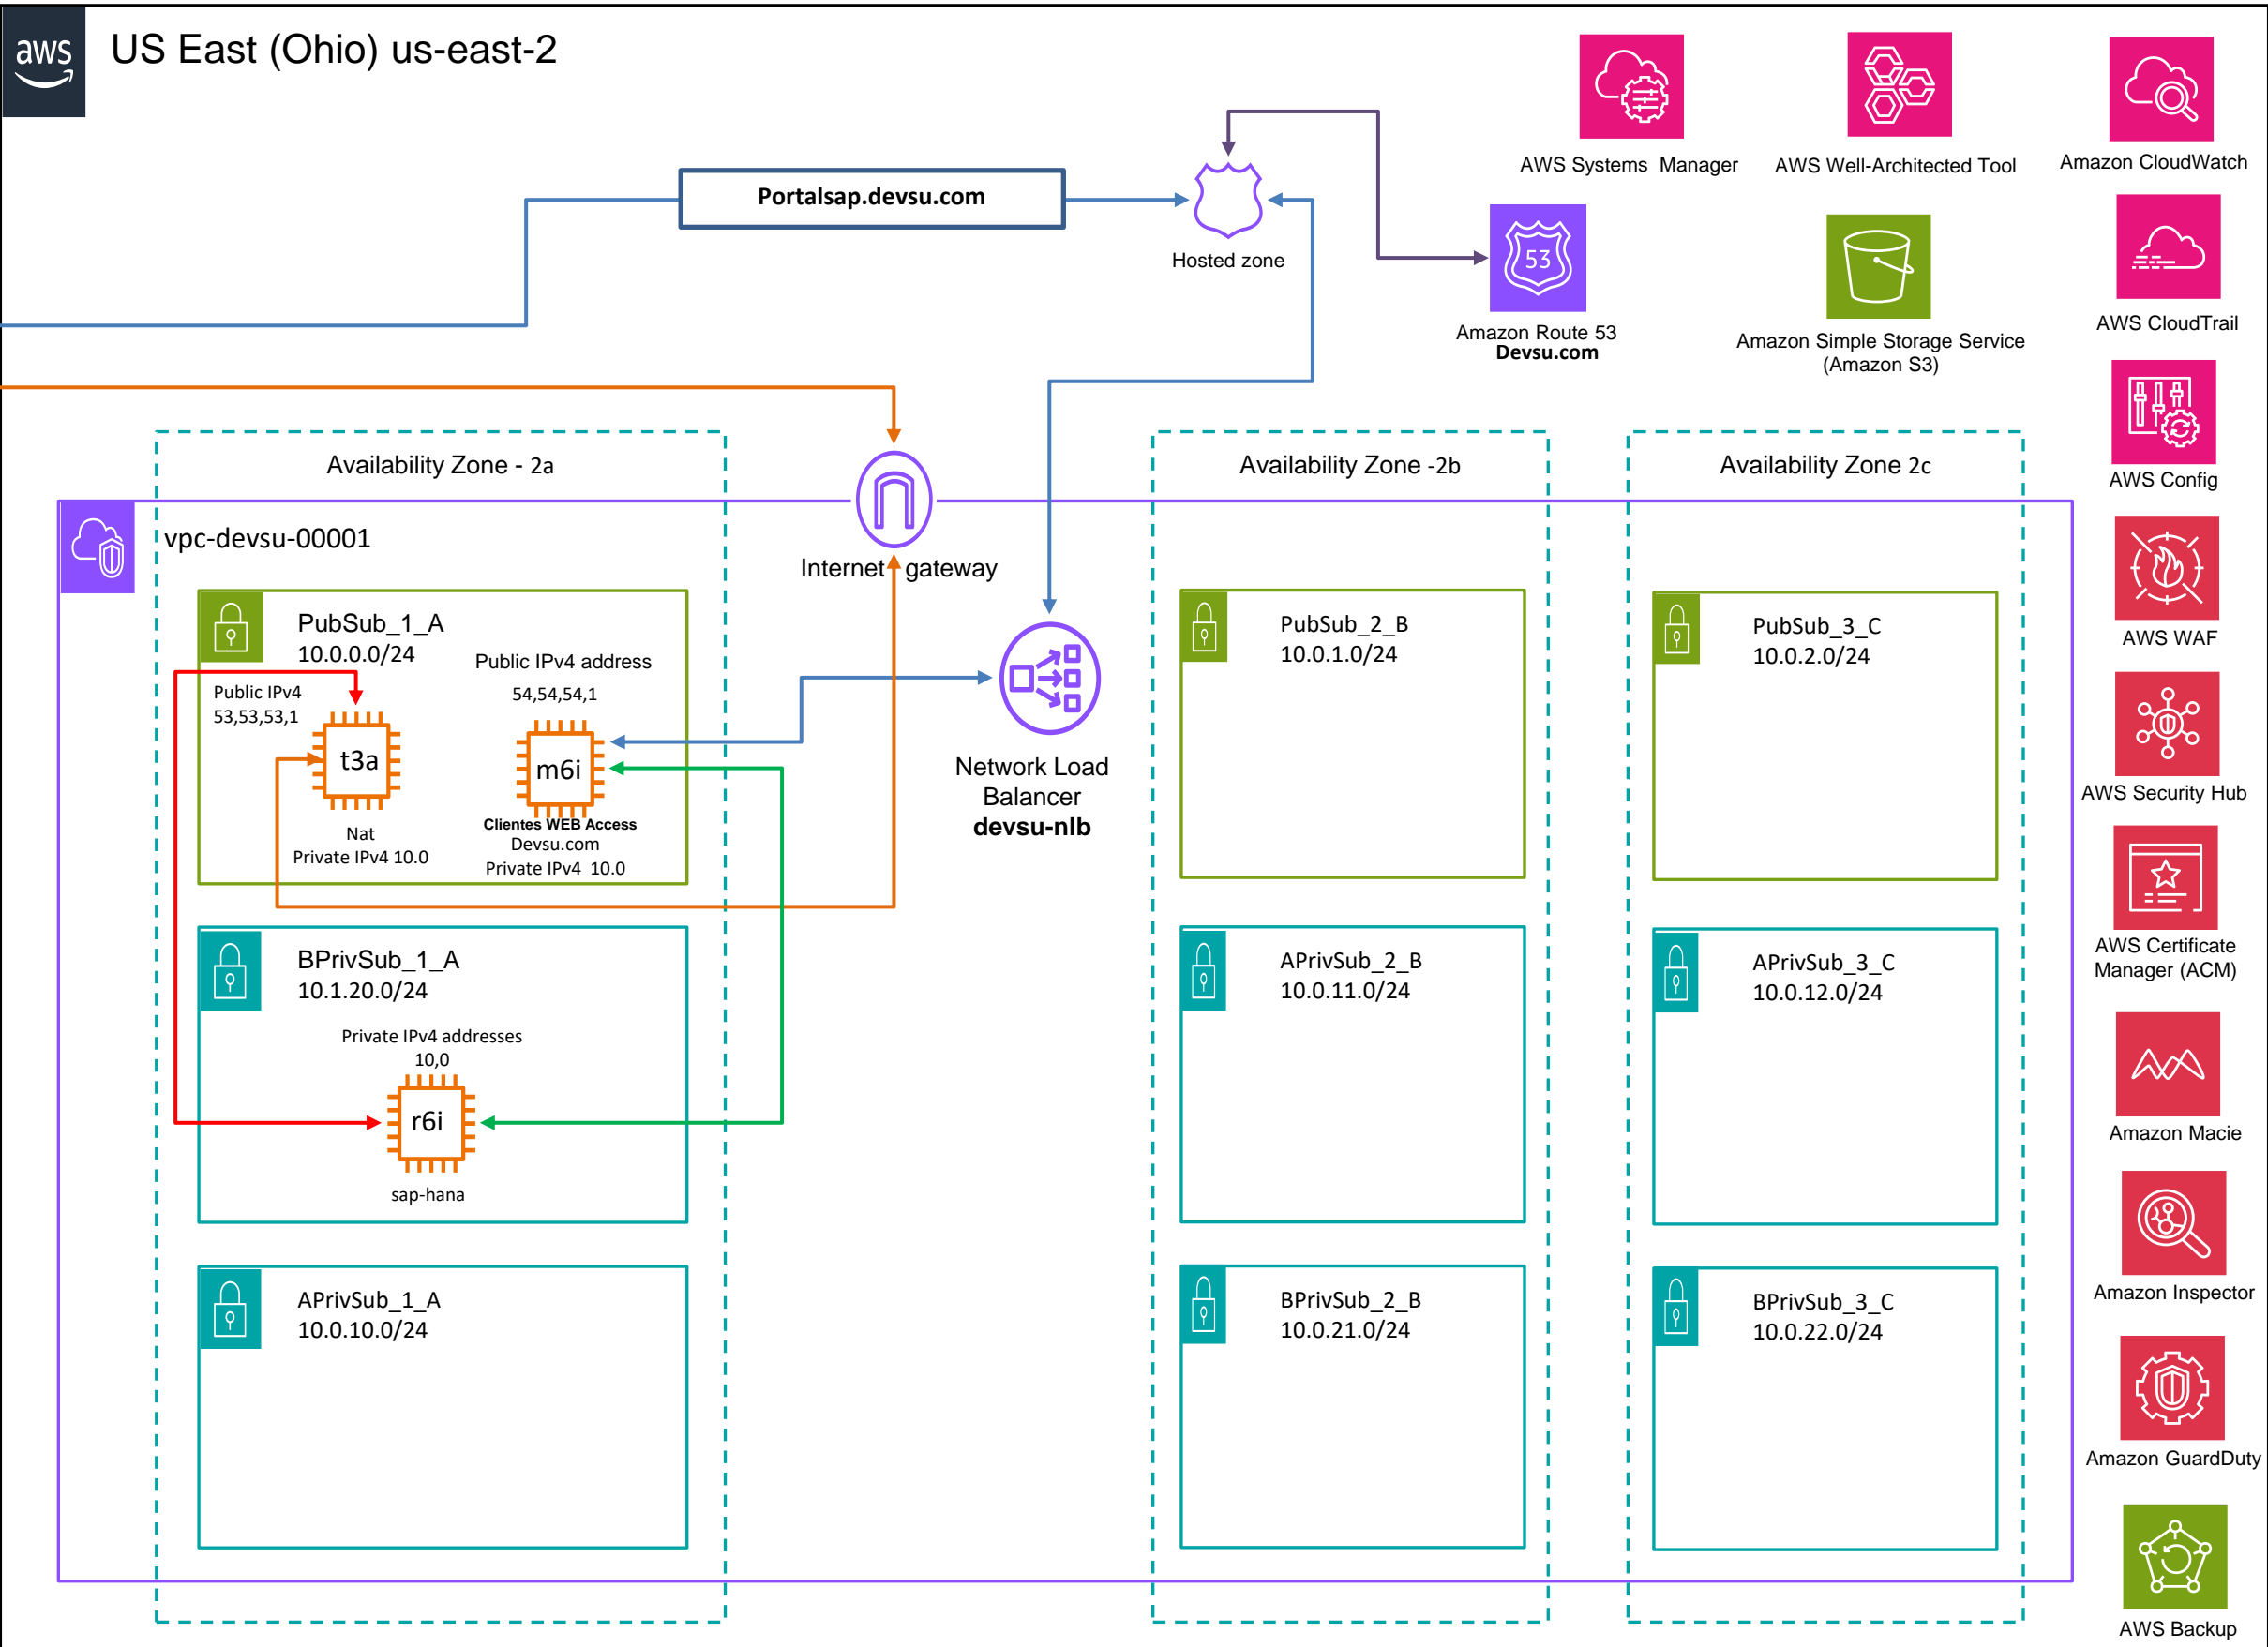 aws
US East (Ohio) us-east-2
AWS Systems  Manager
AWS Well-Architected Tool
Amazon CloudWatch
Portalsap.devsu.com
Hosted zone
53
Amazon Route 53
Devsu.com
Amazon Simple Storage Service
(Amazon S3)
AWS CloudTrail
AWS Config
AWS WAF
AWS Security Hub
AWS Certificate
Manager (ACM)
Amazon Macie
Amazon Inspector
Amazon GuardDuty
AWS Backup
Availability Zone - 2a
Availability Zone -2b
Availability Zone 2c
vpc-devsu-00001
Internet gateway
PubSub_1_A
10.0.0.0/24
Public IPv4
53,53,53,1
t3a
Nat
Private IPv4 10.0
Public IPv4 address
54,54,54,1
m6i
Clientes WEB Access
Devsu.com
Private IPv4  10.0
Network Load
Balancer
devsu-nlb
PubSub_2_B
10.0.1.0/24
PubSub_3_C
10.0.2.0/24
BPrivSub_1_A
10.1.20.0/24
Private IPv4 addresses
10,0
r6i
sap-hana
APrivSub_2_B
10.0.11.0/24
APrivSub_3_C
10.0.12.0/24
APrivSub_1_A
10.0.10.0/24
BPrivSub_2_B
10.0.21.0/24
BPrivSub_3_C
10.0.22.0/24